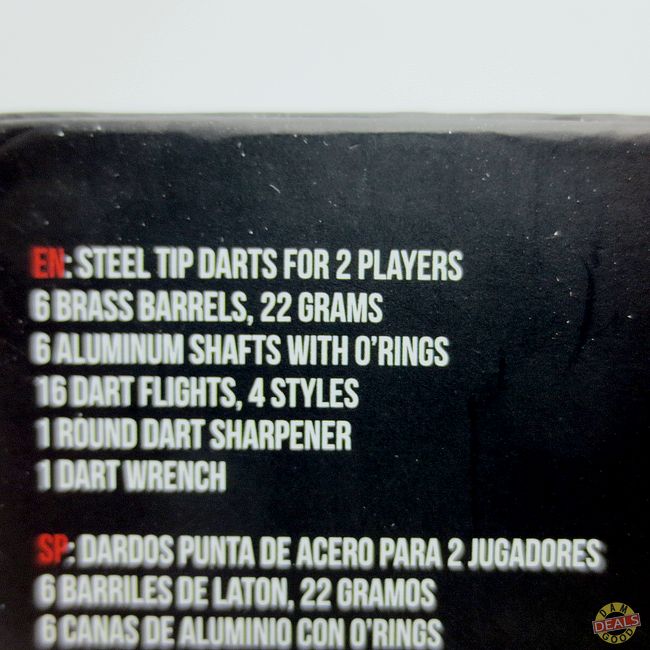 EN: STEEL TIP DARTS FOR 2 PLAYERS
6 BRASS BARRELS, 22 GRAMS
6 ALUMINUM SHAFTS WITH O'RINGS
16 DART FLIGHTS, 4 STYLES
1 ROUND DART SHARPENER
1 DART WRENCH
SP: DARDOS PUNTA DE ACERO PARA 2 JUGADORES
6 BARRILES DE LATON, 22 GRAMOS
6 CANAS DE ALUMINIO CON O'RINGS
DAM
DEALS
GOOD